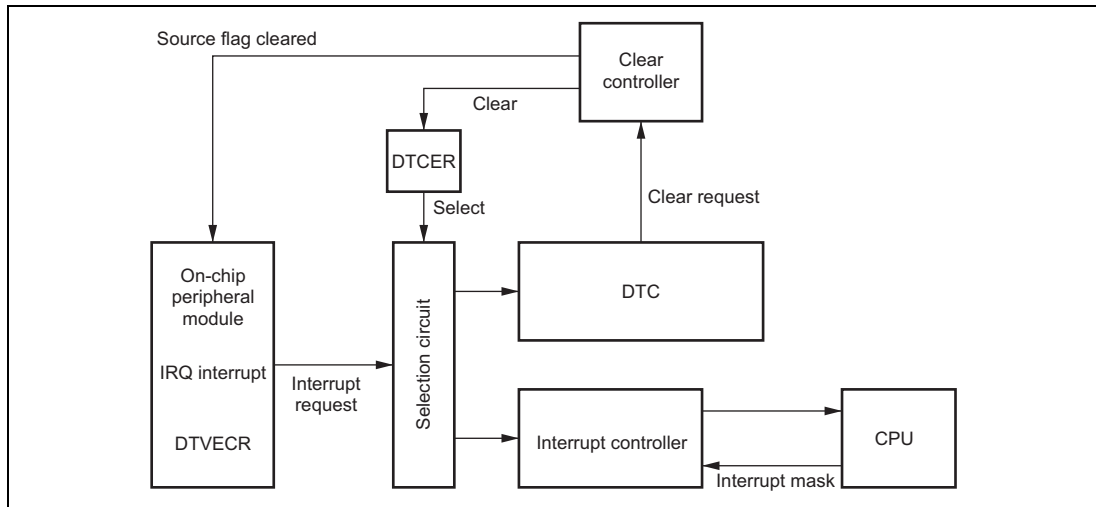 Source flag cleared
Clear
controller
Clear
DTCER
Clear request
Select
On-chip
peripheral
module
IRQ interrupt
DTVECR
Interrupt
request
Selection circuit
DTC
Interrupt controller
CPU
Interrupt mask